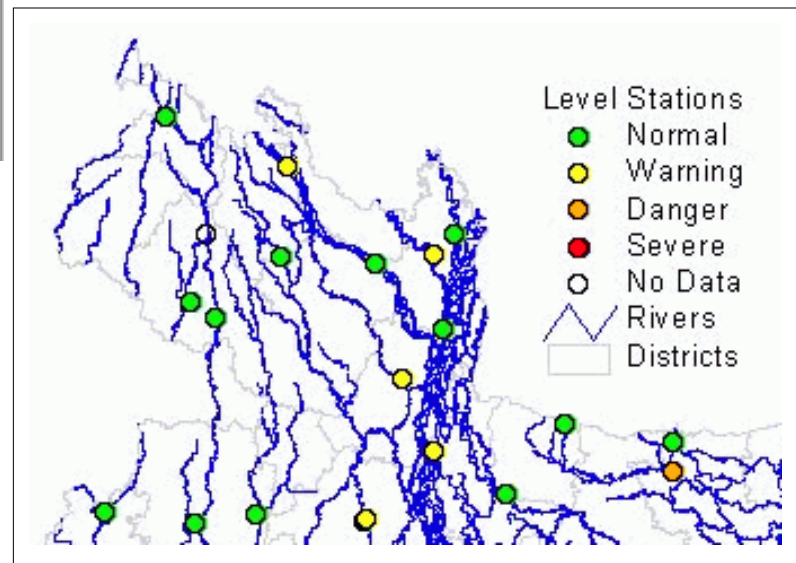 Level Stations
Normal
Warning
Danger
Severe
No Data
Rivers
Districts